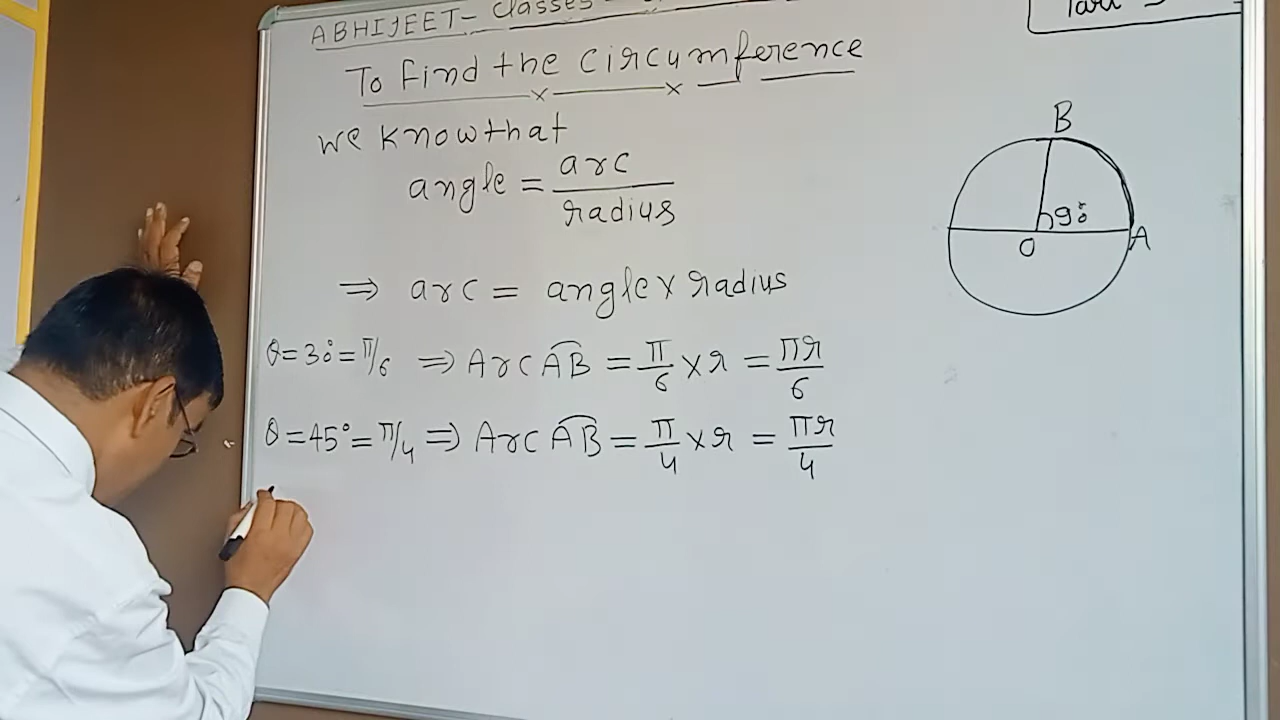 ABHIJEET- Classes-
Part
To find the circumference
we know that
angle = arc / radius
⇒ arc = angle × radius
θ = 30° = π/6 ⇒ Arc AB = π/6 × r = πr/6
θ = 45° = π/4 ⇒ Arc AB = π/4 × r = πr/4
B
90°
O
A